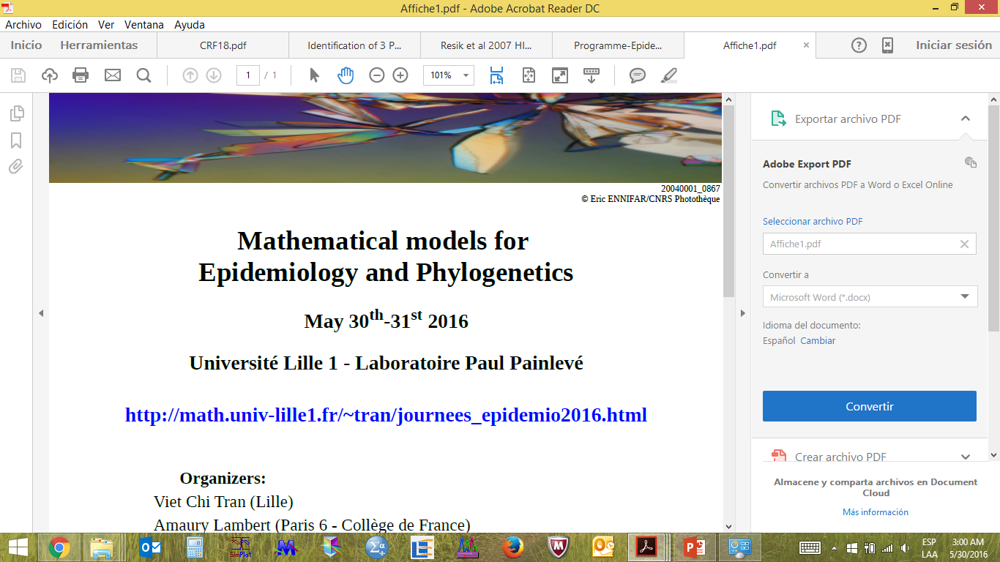 Affiche1.pdf - Adobe Acrobat Reader DC
Archivo Edición Ver Ventana Ayuda
Inicio Herramientas CRF18.pdf Identification of 3 P... Resik et al 2007 HI... Programme-Epide... Affiche1.pdf × ? Iniciar sesión
1 / 1 101%
20040001_0867
© Eric ENNIFAR/CNRS Photothèque
Mathematical models for
Epidemiology and Phylogenetics
May 30th-31st 2016
Université Lille 1 - Laboratoire Paul Painlevé
http://math.univ-lille1.fr/~tran/journees_epidemio2016.html
Organizers:
Viet Chi Tran (Lille)
Amaury Lambert (Paris 6 - Collège de France)
Exportar archivo PDF
Adobe Export PDF
Convertir archivos PDF a Word o Excel Online
Seleccionar archivo PDF
Affiche1.pdf
Convertir a
Microsoft Word (*.docx)
Idioma del documento:
Español Cambiar
Convertir
Crear archivo PDF
Almacene y comparta archivos en Document
Cloud
Más información
SimPlot
ESP 3:00 AM
LAA 5/30/2016